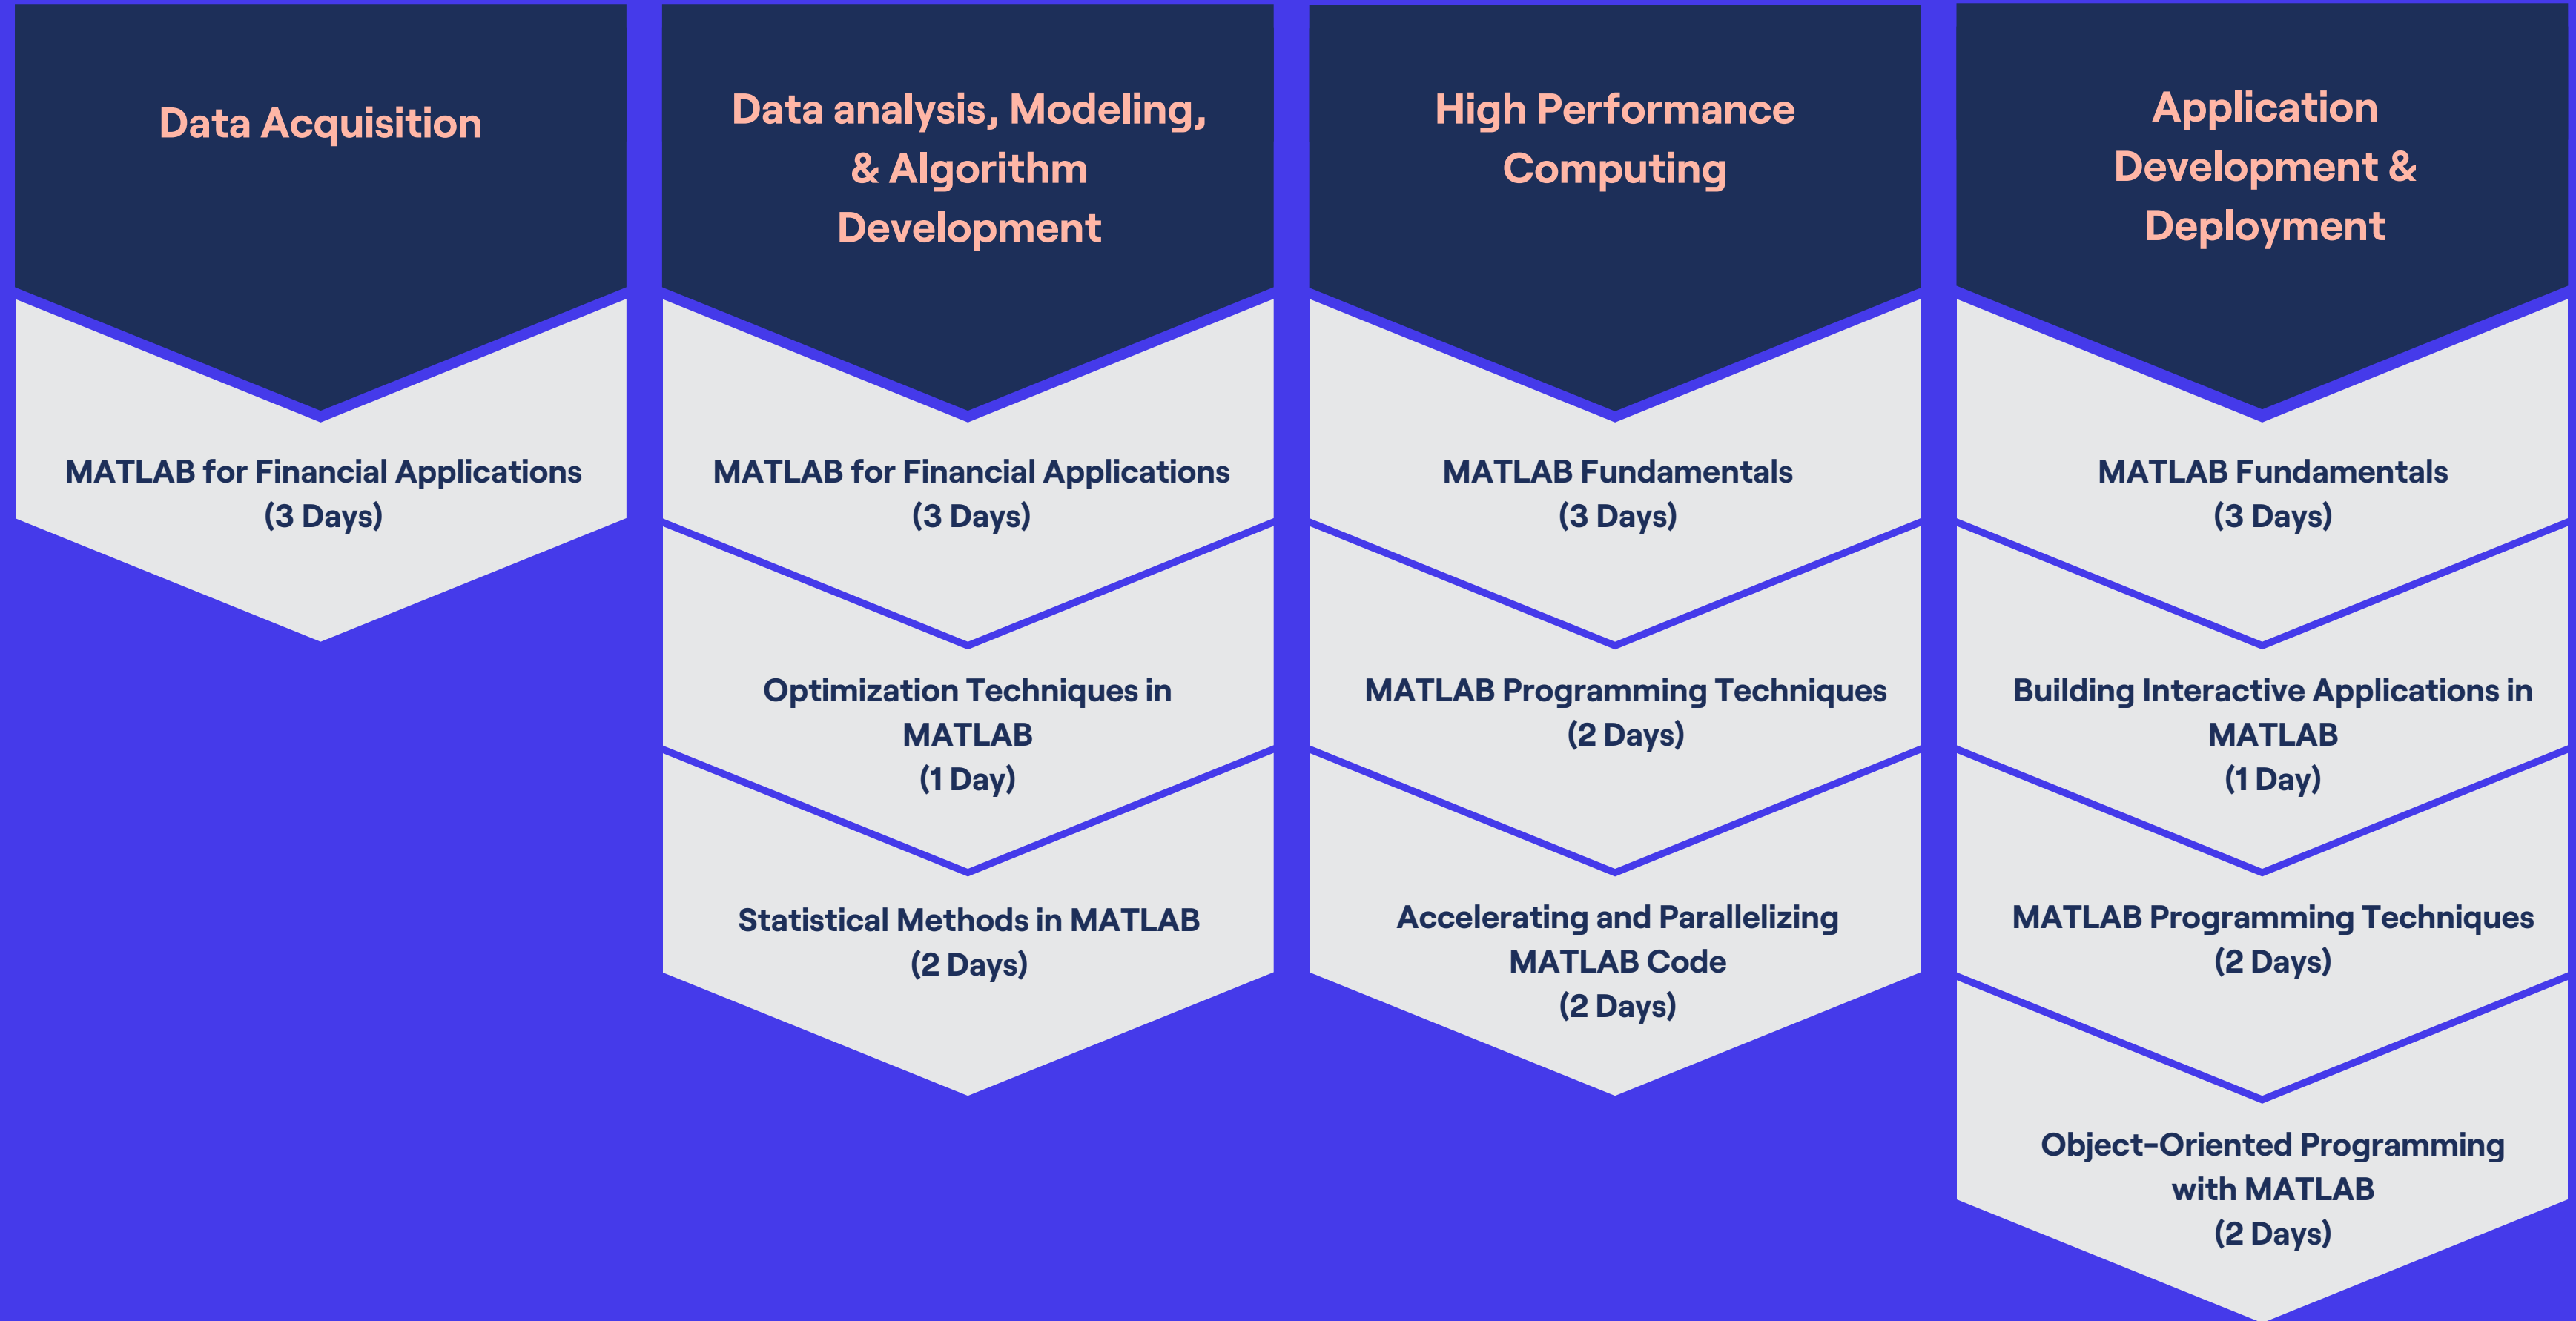 Data Acquisition
MATLAB for Financial Applications
(3 Days)
Data analysis, Modeling,
& Algorithm
Development
MATLAB for Financial Applications
(3 Days)
Optimization Techniques in
MATLAB
(1 Day)
Statistical Methods in MATLAB
(2 Days)
High Performance
Computing
MATLAB Fundamentals
(3 Days)
MATLAB Programming Techniques
(2 Days)
Accelerating and Parallelizing
MATLAB Code
(2 Days)
Application
Development &
Deployment
MATLAB Fundamentals
(3 Days)
Building Interactive Applications in
MATLAB
(1 Day)
MATLAB Programming Techniques
(2 Days)
Object-Oriented Programming
with MATLAB
(2 Days)